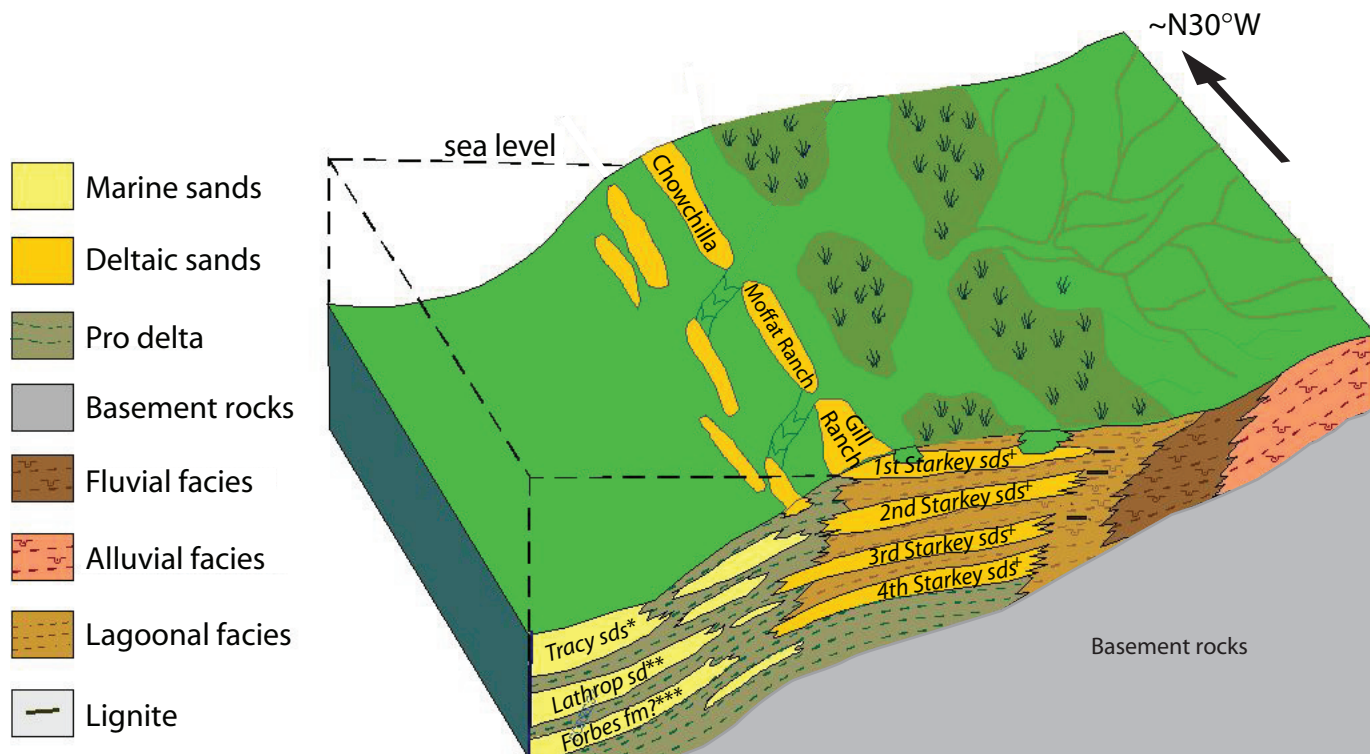 ~N30°W
sea level
Marine sands
Deltaic sands
Pro delta
Basement rocks
Fluvial facies
Alluvial facies
Lagoonal facies
Lignite
Chowchilla
Moffat Ranch
Gill
Ranch
1st Starkey sds+
2nd Starkey sds+
3rd Starkey sds+
4th Starkey sds+
Tracy sds*
Lathrop sd**
Forbes fm?***
Basement rocks